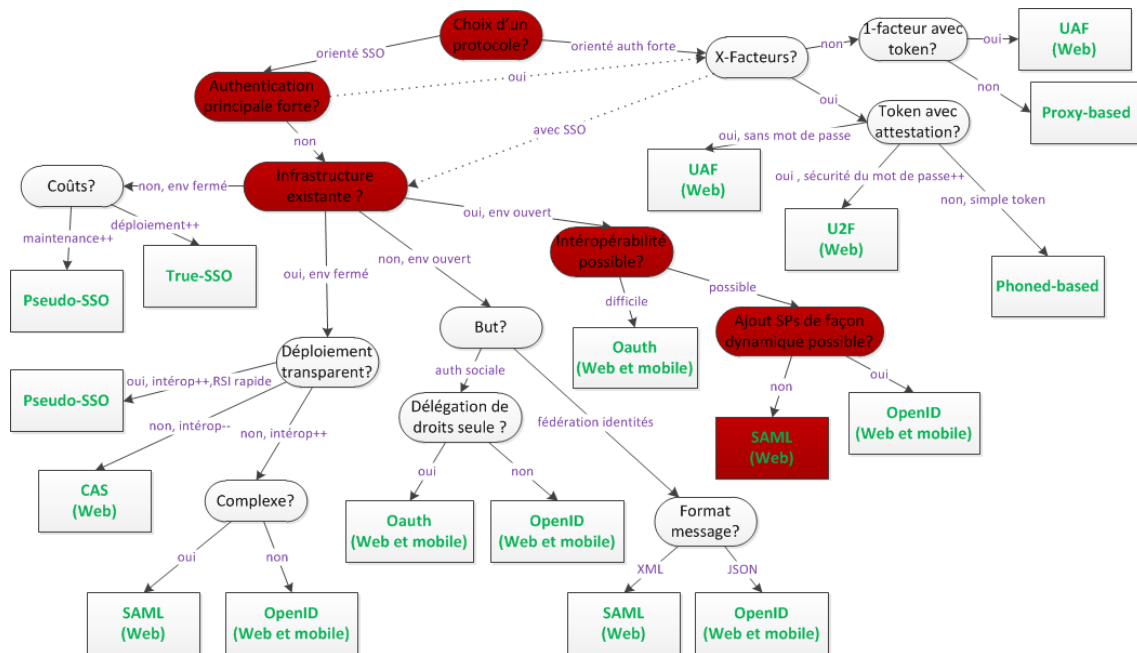 Choix d'un
protocole?
orienté SSO
orienté auth forte
X-Facteurs?
non
1-facteur avec
token?
oui
UAF
(Web)
non
Proxy-based
Authentication
principale forte?
oui
oui
Token avec
attestation?
avec SSO
non
oui, sans mot de passe
UAF
(Web)
oui , sécurité du mot de passe++
U2F
(Web)
non, simple token
Phoned-based
Coûts?
non, env fermé
Infrastructure
existante ?
maintenance++
déploiement++
Pseudo-SSO
True-SSO
oui, env fermé
non, env ouvert
oui, env ouvert
Intéropérabilité
possible?
difficile
possible
Oauth
(Web et mobile)
Ajout SPs de façon
dynamique possible?
non
oui
SAML
(Web)
OpenID
(Web et mobile)
But?
Déploiement
transparent?
oui, intérop++,RSI rapide
Pseudo-SSO
non, intérop--
non, intérop++
CAS
(Web)
Complexe?
oui
non
SAML
(Web)
OpenID
(Web et mobile)
auth sociale
fédération identités
Délégation de
droits seule ?
oui
non
Oauth
(Web et mobile)
OpenID
(Web et mobile)
Format
message?
XML
JSON
SAML
(Web)
OpenID
(Web et mobile)